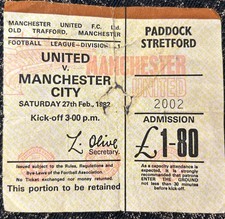 MANCHESTER UNITED F.C. Ltd.
OLD TRAFFORD, MANCHESTER
FOOTBALL LEAGUE—DIVISION 1
UNITED
v.
MANCHESTER
CITY
SATURDAY 27th Feb., 1982
Kick-off 3-00 p.m.
L. Olive
Secretary.
Issued subject to the Rules, Regulations and
Bye Laws of the Football Association.
No Ticket exchanged nor money refunded.
This portion to be retained
PADDOCK
STRETFORD
MANCHESTER
UNITED
2002
ADMISSION
£1-80
As a capacity attendance is
expected, it is strongly
recommended that patrons
ENTER THE GROUND
not less than 30 minutes
before kick-off.